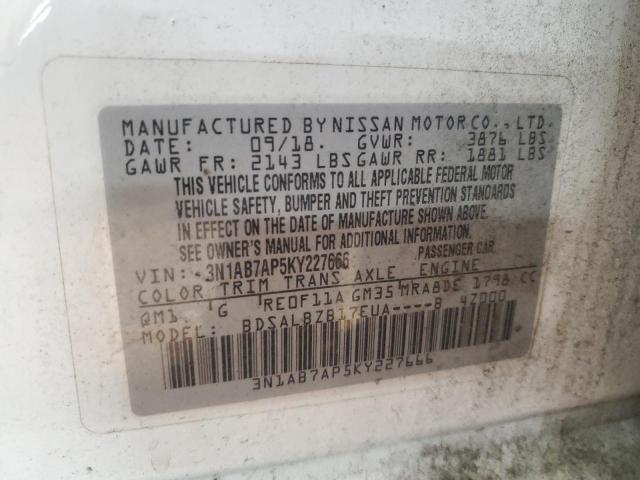 MANUFACTURED BY NISSAN MOTOR CO., LTD.
DATE: 09/18. GVWR: 3876 LBS
GAWR FR: 2143 LBS GAWR RR: 1881 LBS
THIS VEHICLE CONFORMS TO ALL APPLICABLE FEDERAL MOTOR
VEHICLE SAFETY, BUMPER AND THEFT PREVENTION STANDARDS
IN EFFECT ON THE DATE OF MANUFACTURE SHOWN ABOVE.
SEE OWNER'S MANUAL FOR ADDITIONAL INFORMATION.
VIN: 3N1AB7AP5KY227666 PASSENGER CAR
COLOR TRIM TRANS AXLE ENGINE
QM1 G RE0F11A GM35 MRA8DE 1798 CC
MODEL: BDSALBZB17EUA----B 4Z000
3N1AB7AP5KY227666